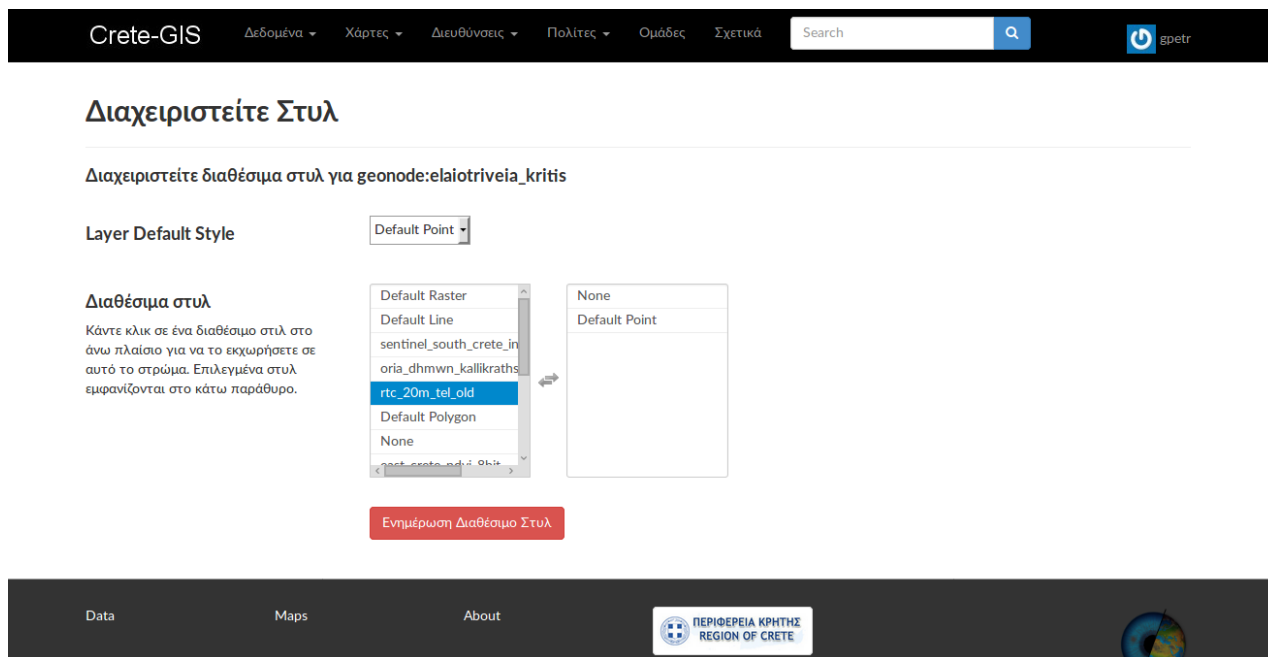 Crete-GIS Δεδομένα Χάρτες Διευθύνσεις Πολίτες Ομάδες Σχετικά Search gpetr
Διαχειριστείτε Στυλ
Διαχειριστείτε διαθέσιμα στυλ για geonode:elaiotriveia_kritis
Layer Default Style Default Point
Διαθέσιμα στυλ
Κάντε κλικ σε ένα διαθέσιμο στιλ στο
άνω πλαίσιο για να το εκχωρήσετε σε
αυτό το στρώμα. Επιλεγμένα στυλ
εμφανίζονται στο κάτω παράθυρο.
Default Raster
Default Line
sentinel_south_crete_in
oria_dhmwn_kallikraths
rtc_20m_tel_old
Default Polygon
None
east_crete_ndvi_8bit
None
Default Point
Ενημέρωση Διαθέσιμο Στυλ
Data Maps About
ΠΕΡΙΦΕΡΕΙΑ ΚΡΗΤΗΣ
REGION OF CRETE